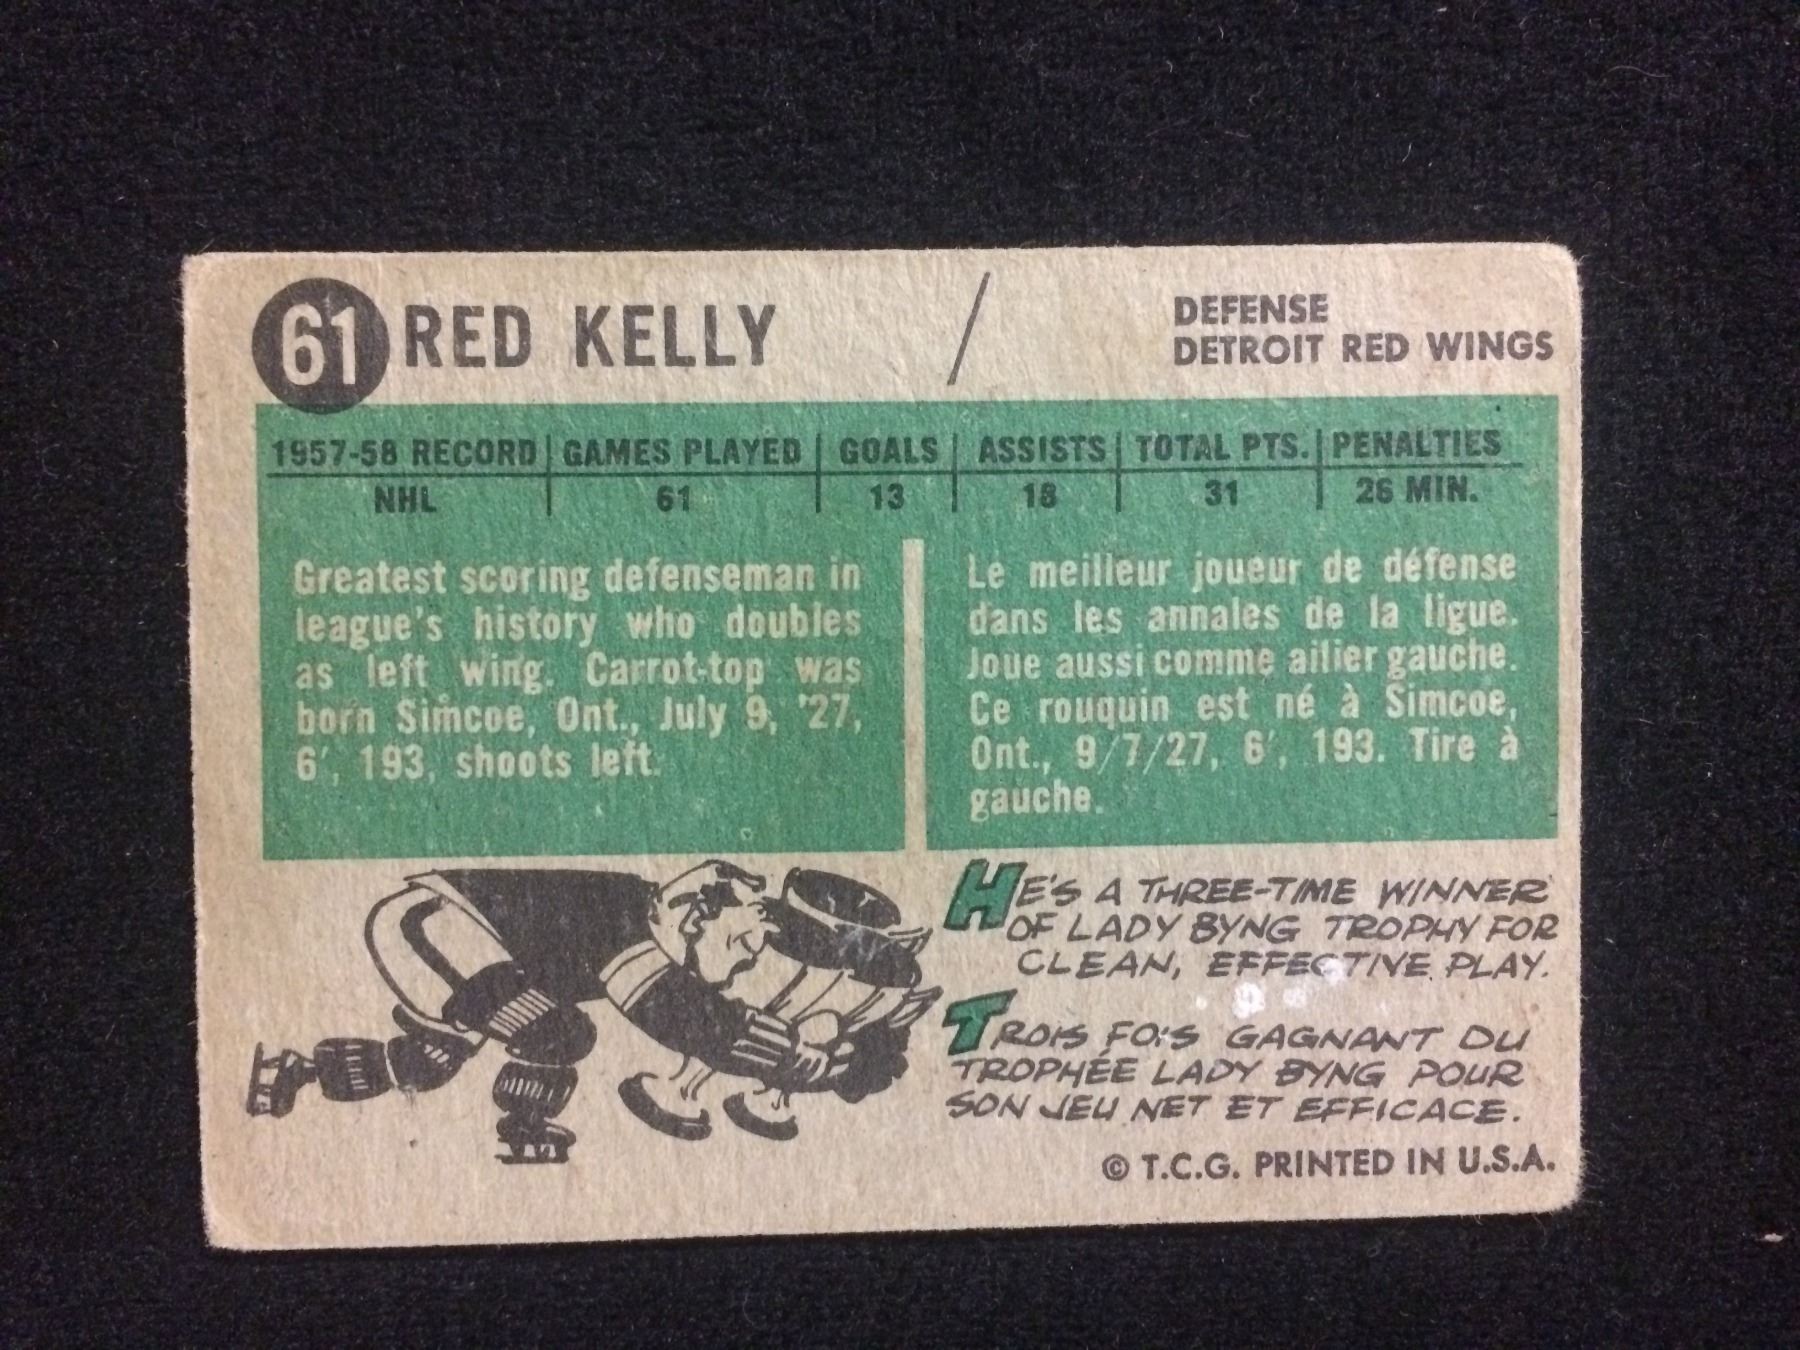 61 RED KELLY / DEFENSE
DETROIT RED WINGS
1957-58 RECORD GAMES PLAYED GOALS ASSISTS TOTAL PTS. PENALTIES
NHL 61 13 18 31 26 MIN.
Greatest scoring defenseman in
league's history who doubles
as left wing. Carrot-top was
born Simcoe, Ont., July 9, '27,
6', 193, shoots left.
Le meilleur joueur de défense
dans les annales de la ligue.
Joue aussi comme ailier gauche.
Ce rouquin est né à Simcoe,
Ont., 9/7/27, 6', 193. Tire à
gauche.
HE'S A THREE-TIME WINNER
OF LADY BYNG TROPHY FOR
CLEAN, EFFECTIVE PLAY.
TROIS FOIS GAGNANT DU
TROPHÉE LADY BYNG POUR
SON JEU NET ET EFFICACE.
© T.C.G. PRINTED IN U.S.A.